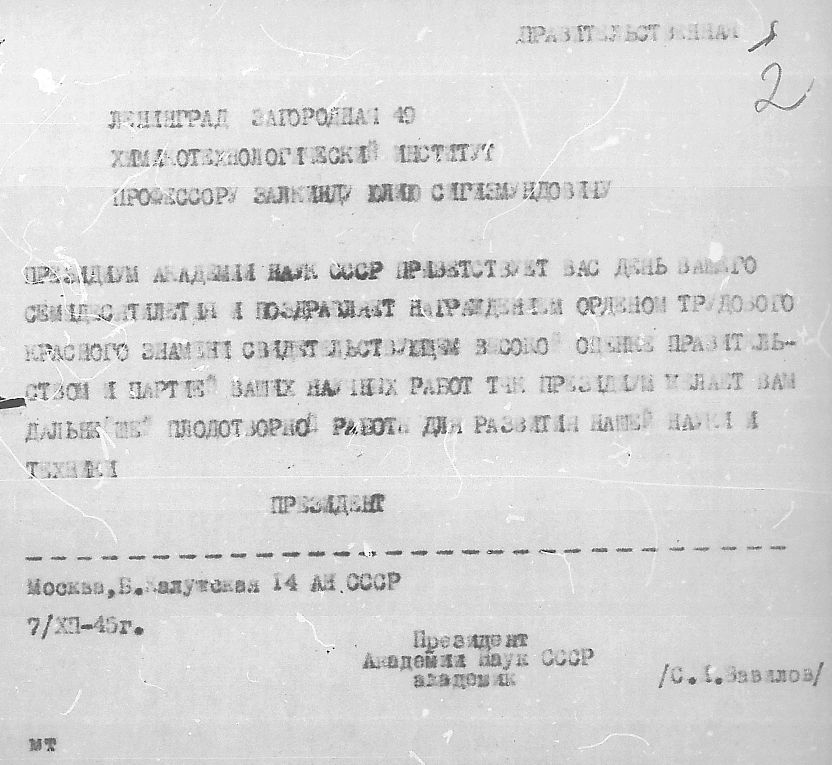 ПРАВИТЕЛЬСТВЕННАЯ
2
ЛЕНИНГРАД ЗАГОРОДНАЯ 49
ХИМИКОТЕХНОЛОГИЧЕСКИЙ ИНСТИТУТ
ПРОФЕССОРУ ЗАЛКИНДУ ЮЛИЮ СИГИЗМУНДОВИЧУ
ПРЕЗИДИУМ АКАДЕМИИ НАУК СССР ПРИВЕТСТВУЕТ ВАС ДЕНЬ ВАШЕГО
СЕМИДЕСЯТИЛЕТИЯ И ПОЗДРАВЛЯЕТ НАГРАЖДЕНИЕМ ОРДЕНОМ ТРУДОВОГО
КРАСНОГО ЗНАМЕНИ СВИДЕТЕЛЬСТВУЮЩЕМ ВЫСОКОЙ ОЦЕНКЕ ПРАВИТЕЛЬ-
СТВОМ И ПАРТИЕЙ ВАШИХ НАУЧНЫХ РАБОТ ТЧК ПРЕЗИДИУМ ЖЕЛАЕТ ВАМ
ДАЛЬНЕЙШЕЙ ПЛОДОТВОРНОЙ РАБОТЫ ДЛЯ РАЗВИТИЯ НАШЕЙ НАУКИ И
ТЕХНИКИ
ПРЕЗИДЕНТ
Москва, Б.Калужская 14 АН СССР
7/ХП-45г.
Президент
Академии Наук СССР
академик
/С.И.Вавилов/
мт